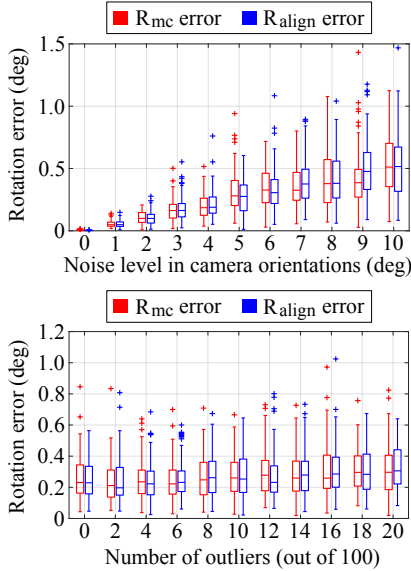 R_mc error R_align error
1.5
1.0
0.5
0
Rotation error (deg)
0 1 2 3 4 5 6 7 8 9 10
Noise level in camera orientations (deg)
R_mc error R_align error
1.2
1.0
0.8
0.6
0.4
0.2
0
Rotation error (deg)
0 2 4 6 8 10 12 14 16 18 20
Number of outliers (out of 100)